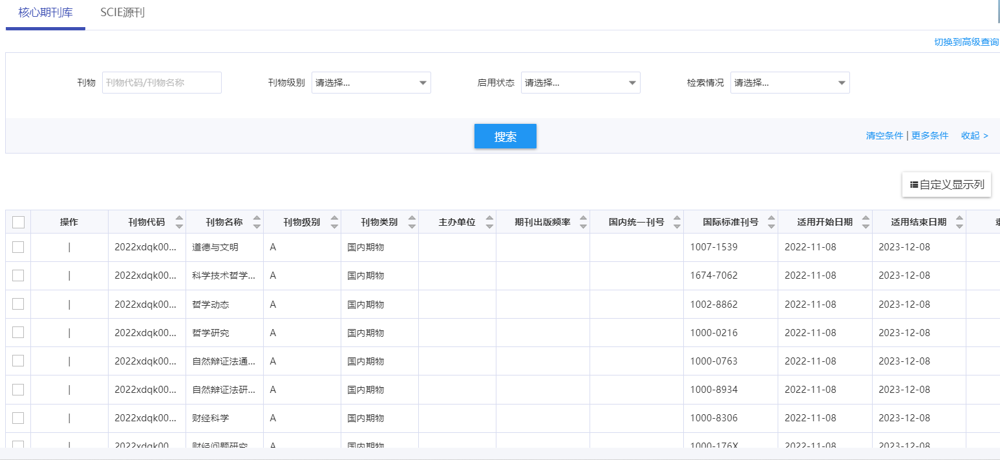 核心期刊库 SCIE源刊
切换到高级查询
刊物 刊物代码/刊物名称 刊物级别 请选择... 启用状态 请选择... 检索情况 请选择...
搜索 清空条件 | 更多条件 收起 >
自定义显示列
操作 刊物代码 刊物名称 刊物级别 刊物类别 主办单位 期刊出版频率 国内统一刊号 国际标准刊号 适用开始日期 适用结束日期
| 2022xdqk00... 道德与文明 A 国内期物 1007-1539 2022-11-08 2023-12-08
| 2022xdqk00... 科学技术哲学... A 国内期物 1674-7062 2022-11-08 2023-12-08
| 2022xdqk00... 哲学动态 A 国内期物 1002-8862 2022-11-08 2023-12-08
| 2022xdqk00... 哲学研究 A 国内期物 1000-0216 2022-11-08 2023-12-08
| 2022xdqk00... 自然辩证法通... A 国内期物 1000-0763 2022-11-08 2023-12-08
| 2022xdqk00... 自然辩证法研... A 国内期物 1000-8934 2022-11-08 2023-12-08
| 2022xdqk00... 财经科学 A 国内期物 1000-8306 2022-11-08 2023-12-08
| 2022xdqk00... 财经问题研究 A 国内期物 1000-176X 2022-11-08 2023-12-08